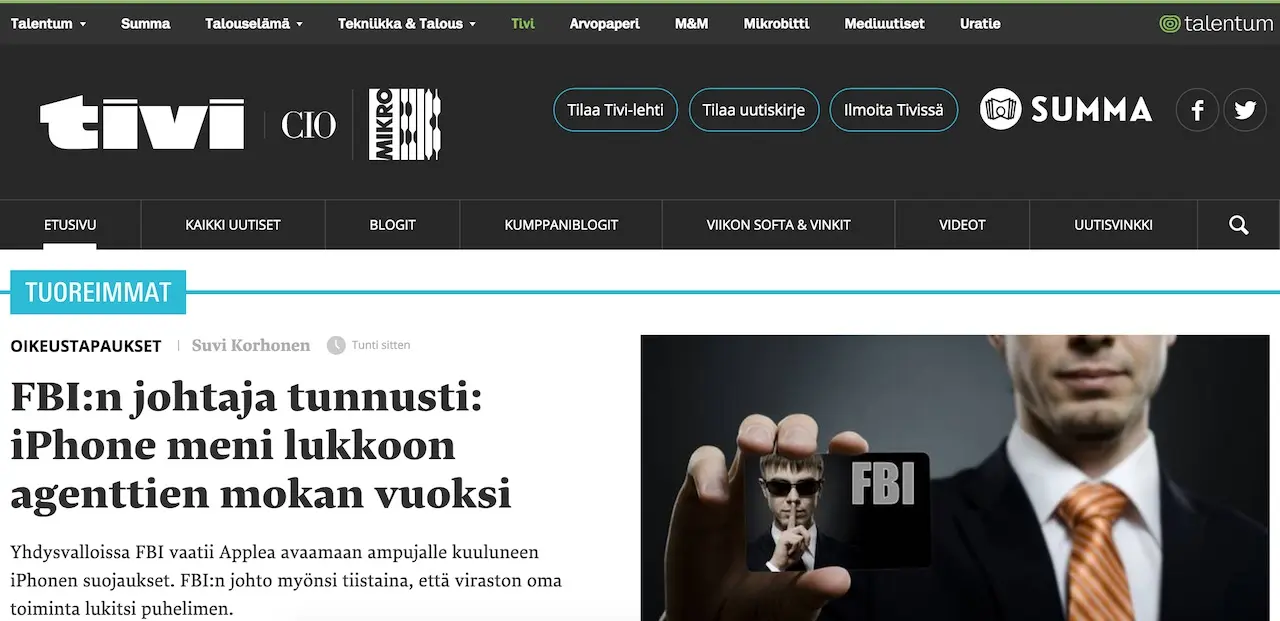 Talentum Summa Talouselämä Tekniikka & Talous Tivi Arvopaperi M&M Mikrobitti Mediuutiset Uratie talentum
tivi CIO MIKRO Tilaa Tivi-lehti Tilaa uutiskirje Ilmoita Tivissä SUMMA f
ETUSIVU KAIKKI UUTISET BLOGIT KUMPPANIBLOGIT VIIKON SOFTA & VINKIT VIDEOT UUTISVINKKI
TUOREIMMAT
OIKEUSTAPAUKSET Suvi Korhonen Tunti sitten
FBI:n johtaja tunnusti:
iPhone meni lukkoon
agenttien mokan vuoksi
Yhdysvalloissa FBI vaatii Applea avaamaan ampujalle kuuluneen
iPhonen suojaukset. FBI:n johto myönsi tiistaina, että viraston oma
toiminta lukitsi puhelimen.
FBI